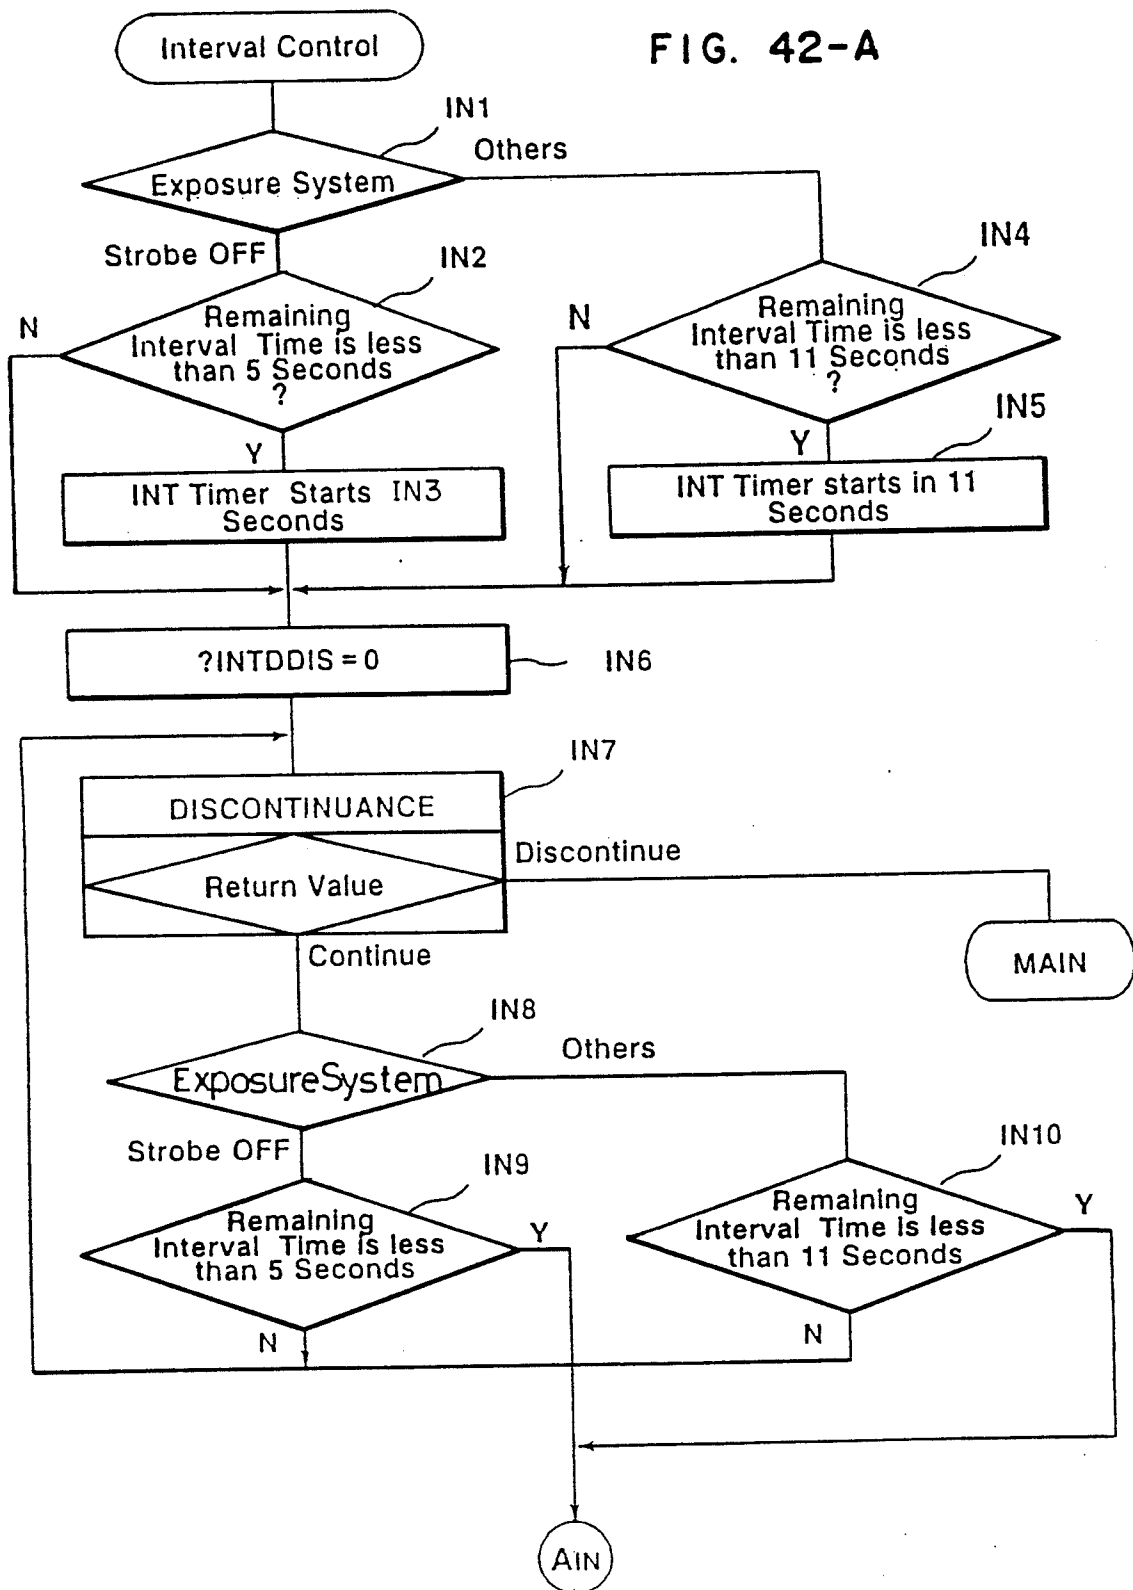 Interval Control
FIG. 42-A
IN1
Others
Exposure System
Strobe OFF
IN2
IN4
N
Remaining
Interval Time is less
than 5 Seconds
?
N
Remaining
Interval Time is less
than 11 Seconds
?
Y
Y
IN5
INT Timer Starts IN3
Seconds
INT Timer starts in 11
Seconds
?INTDDIS = 0
IN6
IN7
DISCONTINUANCE
Discontinue
Return Value
Continue
MAIN
IN8
Others
ExposureSystem
Strobe OFF
IN9
IN10
Remaining
Interval Time is less
than 5 Seconds
Y
Remaining
Interval Time is less
than 11 Seconds
Y
N
N
AIN